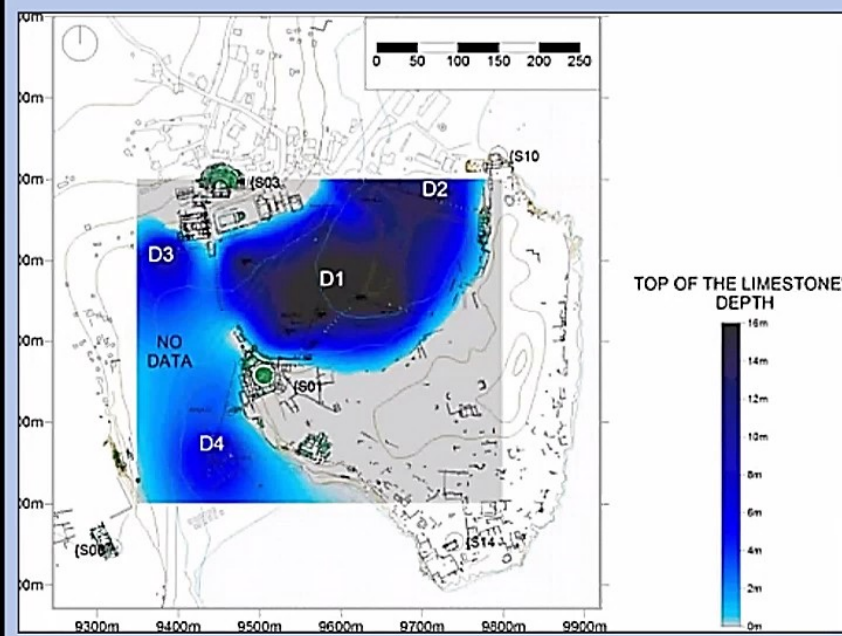 0 50 100 150 200 250
{S10
{S03
D2
D3
D1
TOP OF THE LIMESTONE
DEPTH
16m
14m
12m
10m
8m
6m
4m
2m
0m
NO
DATA
{S01
D4
{S14
9300m 9400m 9500m 9600m 9700m 9800m 9900m